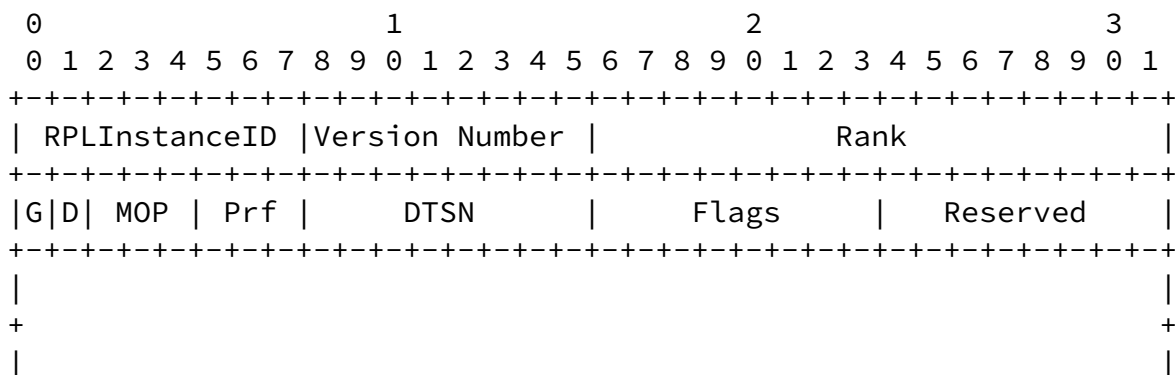 0                   1                   2                   3
 0 1 2 3 4 5 6 7 8 9 0 1 2 3 4 5 6 7 8 9 0 1 2 3 4 5 6 7 8 9 0 1
+-+-+-+-+-+-+-+-+-+-+-+-+-+-+-+-+-+-+-+-+-+-+-+-+-+-+-+-+-+-+-+-+
| RPLInstanceID |Version Number |             Rank              |
+-+-+-+-+-+-+-+-+-+-+-+-+-+-+-+-+-+-+-+-+-+-+-+-+-+-+-+-+-+-+-+-+
|G|D| MOP | Prf |     DTSN      |     Flags     |   Reserved    |
+-+-+-+-+-+-+-+-+-+-+-+-+-+-+-+-+-+-+-+-+-+-+-+-+-+-+-+-+-+-+-+-+
|                                                               |
+                                                               +
|                                                               |